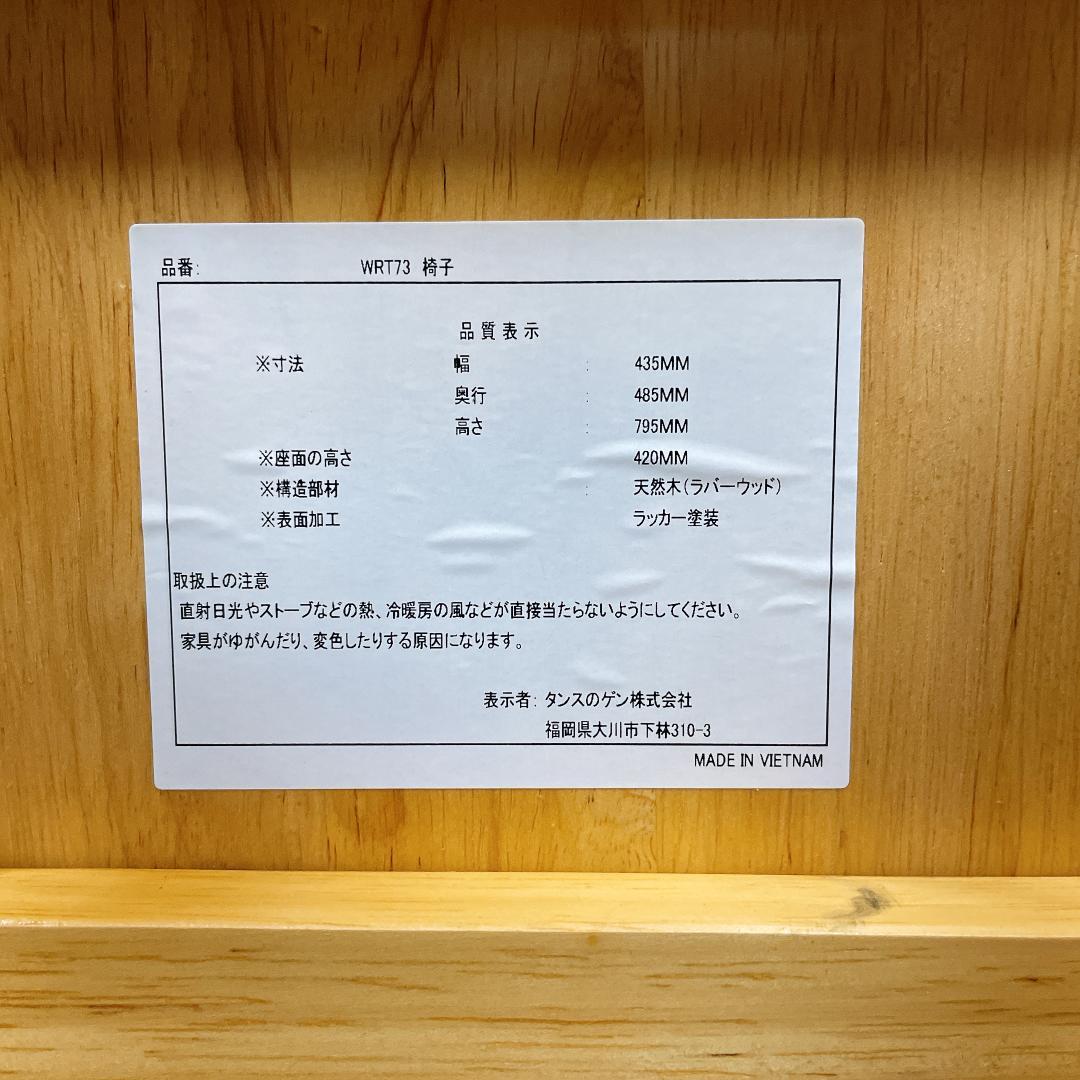 品番: WRT73 椅子
品質表示
※寸法 幅 : 435MM
奥行 : 485MM
高さ : 795MM
※座面の高さ 420MM
※構造部材 : 天然木(ラバーウッド)
※表面加工 ラッカー塗装
取扱上の注意
直射日光やストーブなどの熱、冷暖房の風などが直接当たらないようにしてください。
家具がゆがんだり、変色したりする原因になります。
表示者: タンスのゲン株式会社
福岡県大川市下林310-3
MADE IN VIETNAM